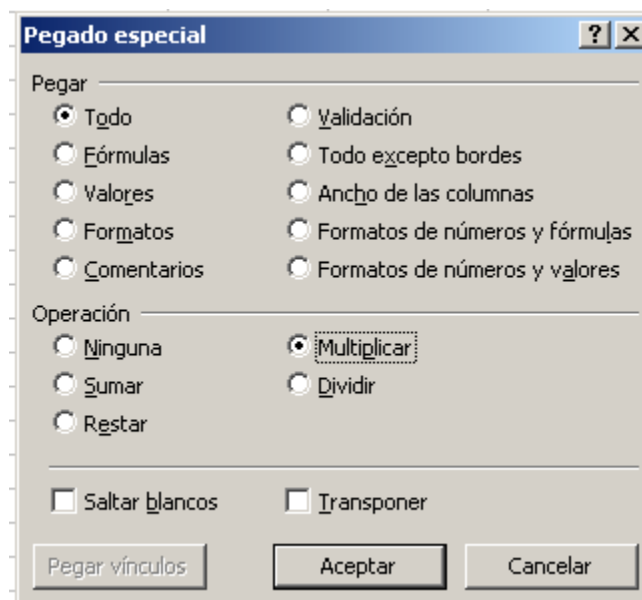 Pegado especial
Pegar
Todo
Validación
Fórmulas
Todo excepto bordes
Valores
Ancho de las columnas
Formatos
Formatos de números y fórmulas
Comentarios
Formatos de números y valores
Operación
Ninguna
Multiplicar
Sumar
Dividir
Restar
Saltar blancos
Transponer
Pegar vínculos
Aceptar
Cancelar